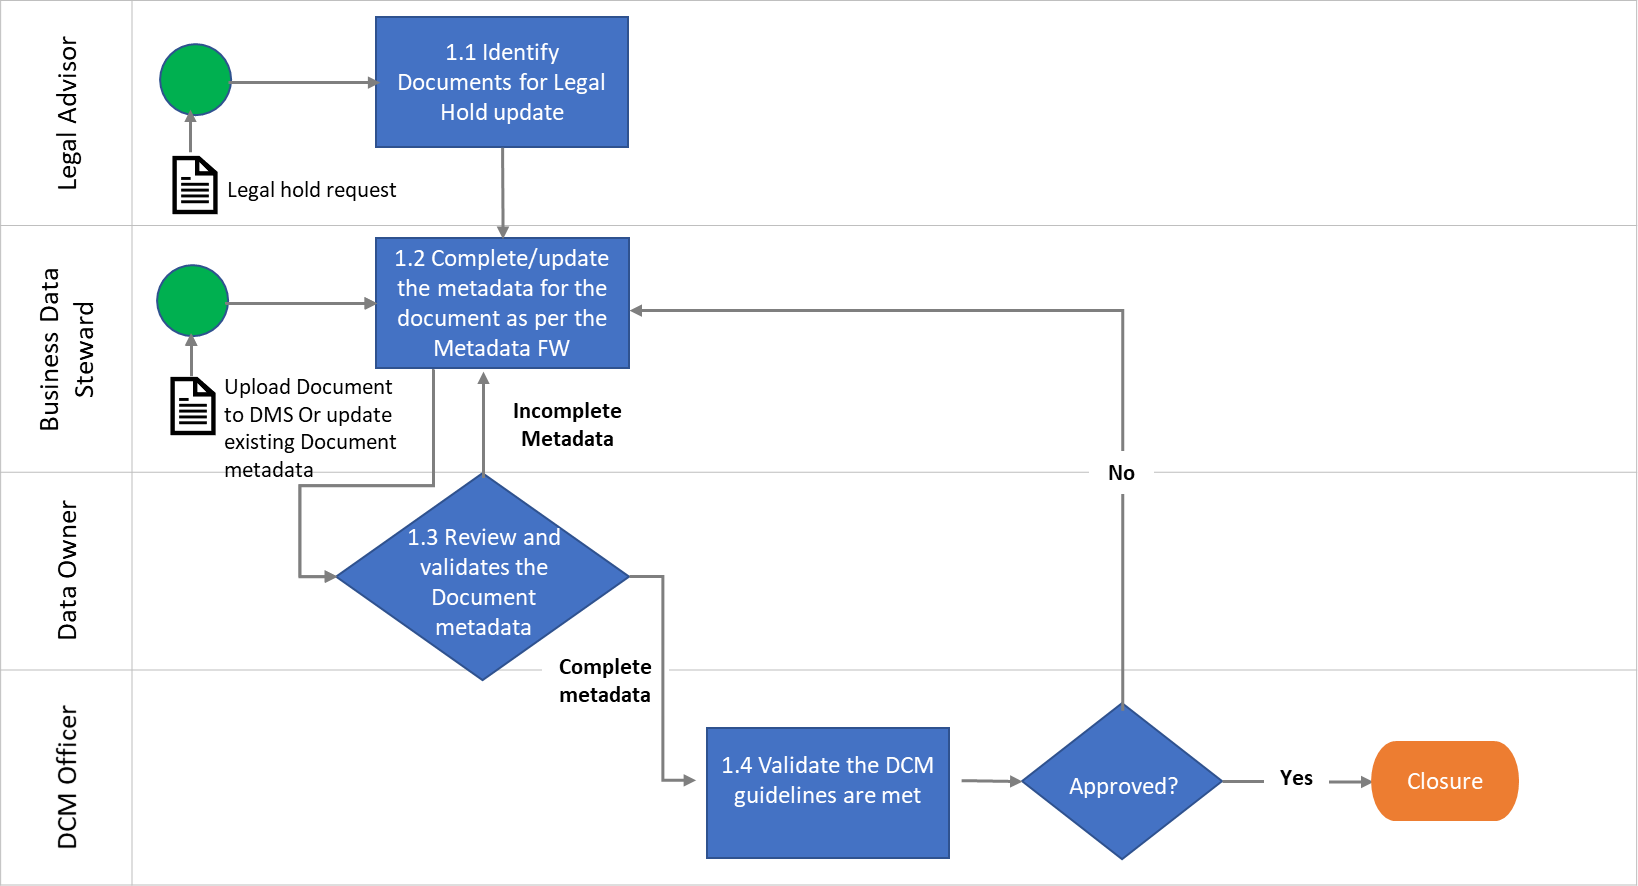 Legal Advisor
1.1 Identify
Documents for Legal
Hold update
Legal hold request
Business Data
Steward
1.2 Complete/update
the metadata for the
document as per the
Metadata FW
Upload Document
to DMS Or update
existing Document
metadata
Incomplete
Metadata
No
Data Owner
1.3 Review and
validates the
Document
metadata
Complete
metadata
DCM Officer
1.4 Validate the DCM
guidelines are met
Approved?
Yes
Closure